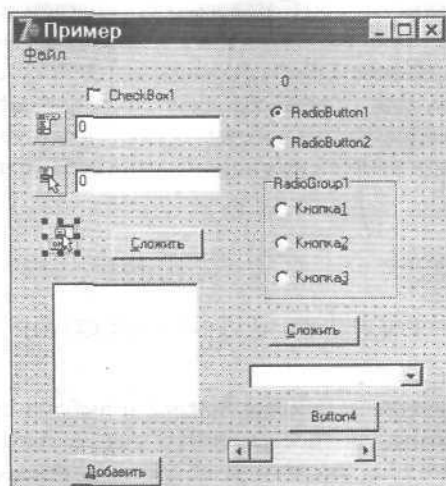 Пример
Файл
CheckBox1
0
0
RadioButton1
0
RadioButton2
RadioGroup1
Кнопка1
Кнопка2
Кнопка3
Сложить
Сложить
Button4
Добавить